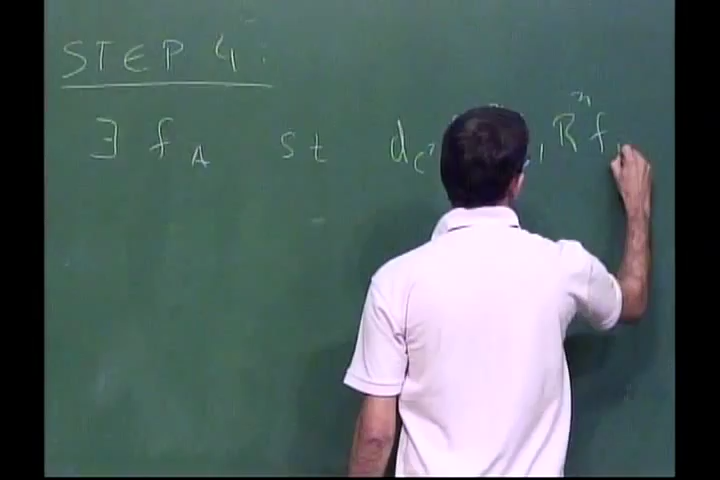 STEP 4:
∃ f_A st d_C , R^n f